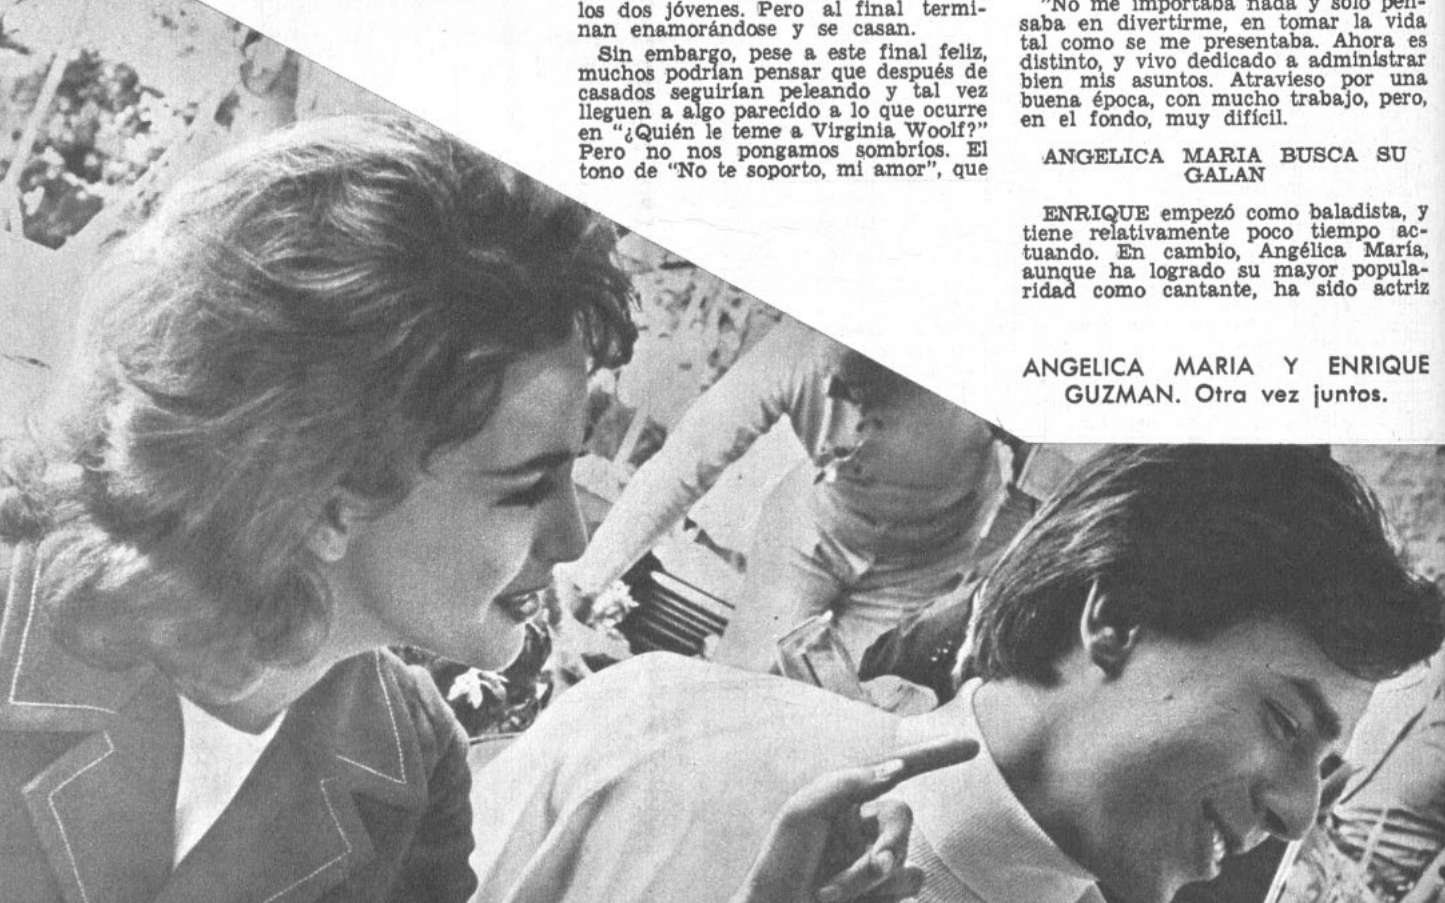 los dos jóvenes. Pero al final termi-
nan enamorándose y se casan.
Sin embargo, pese a este final feliz,
muchos podrían pensar que después de
casados seguirían peleando y tal vez
lleguen a algo parecido a lo que ocurre
en "¿Quién le teme a Virginia Woolf?"
Pero no nos pongamos sombríos. El
tono de "No te soporto, mi amor", que
"No me importaba nada y sólo pen-
saba en divertirme, en tomar la vida
tal como se me presentaba. Ahora es
distinto, y vivo dedicado a administrar
bien mis asuntos. Atravieso por una
buena época, con mucho trabajo, pero,
en el fondo, muy difícil.
ANGELICA MARIA BUSCA SU
GALAN
ENRIQUE empezó como baladista, y
tiene relativamente poco tiempo ac-
tuando. En cambio, Angélica María,
aunque ha logrado su mayor popula-
ridad como cantante, ha sido actriz
ANGELICA MARIA Y ENRIQUE
GUZMAN. Otra vez juntos.